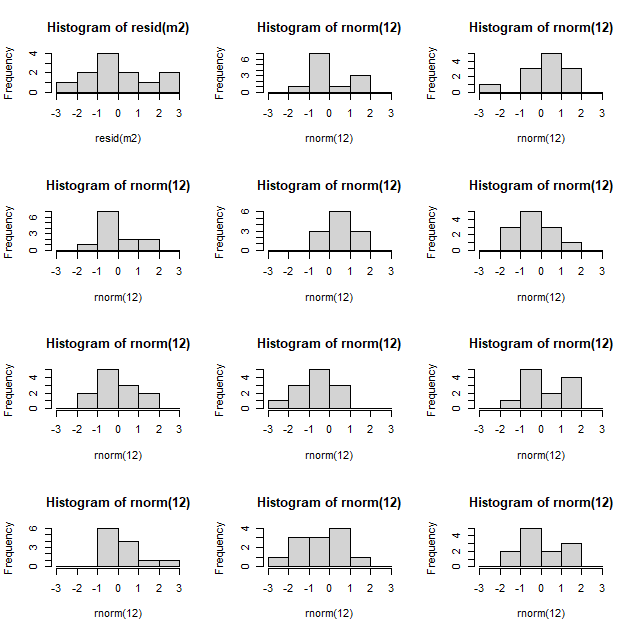 Histogram of resid(m2)
Frequency
0 2 4
-3 -2 -1 0 1 2 3
resid(m2)
Histogram of rnorm(12)
Frequency
0 3 6
-3 -2 -1 0 1 2 3
rnorm(12)
Histogram of rnorm(12)
Frequency
0 2 4
-3 -2 -1 0 1 2 3
rnorm(12)
Histogram of rnorm(12)
Frequency
0 3 6
-3 -2 -1 0 1 2 3
rnorm(12)
Histogram of rnorm(12)
Frequency
0 3 6
-3 -2 -1 0 1 2 3
rnorm(12)
Histogram of rnorm(12)
Frequency
0 2 4
-3 -2 -1 0 1 2 3
rnorm(12)
Histogram of rnorm(12)
Frequency
0 2 4
-3 -2 -1 0 1 2 3
rnorm(12)
Histogram of rnorm(12)
Frequency
0 2 4
-3 -2 -1 0 1 2 3
rnorm(12)
Histogram of rnorm(12)
Frequency
0 2 4
-3 -2 -1 0 1 2 3
rnorm(12)
Histogram of rnorm(12)
Frequency
0 3 6
-3 -2 -1 0 1 2 3
rnorm(12)
Histogram of rnorm(12)
Frequency
0 2 4
-3 -2 -1 0 1 2 3
rnorm(12)
Histogram of rnorm(12)
Frequency
0 2 4
-3 -2 -1 0 1 2 3
rnorm(12)